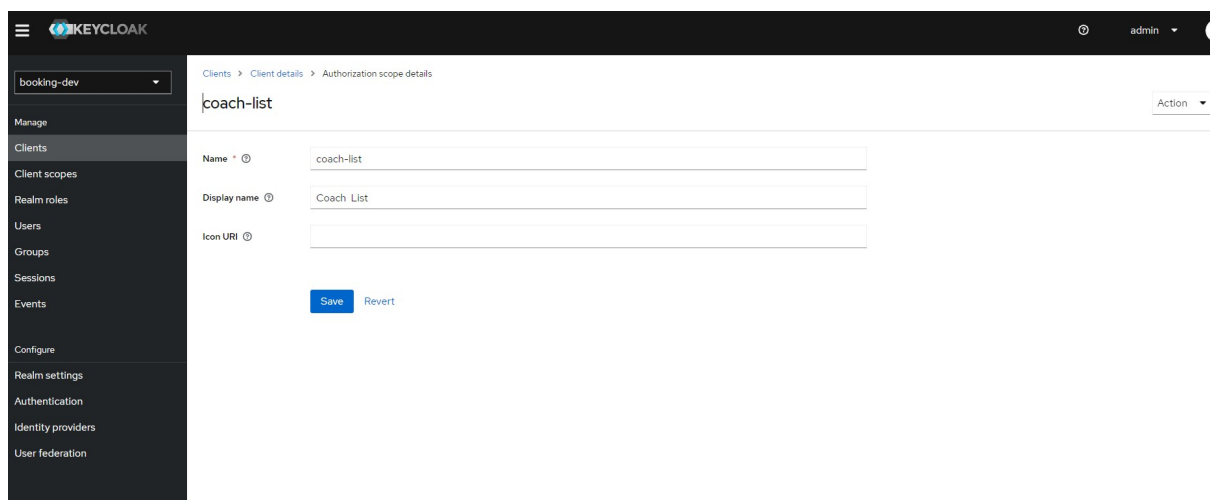 KEYCLOAK
admin
booking-dev
Clients > Client details > Authorization scope details
coach-list
Action
Manage
Clients
Client scopes
Realm roles
Users
Groups
Sessions
Events
Configure
Realm settings
Authentication
Identity providers
User federation
Name * coach-list
Display name Coach List
Icon URI
Save Revert